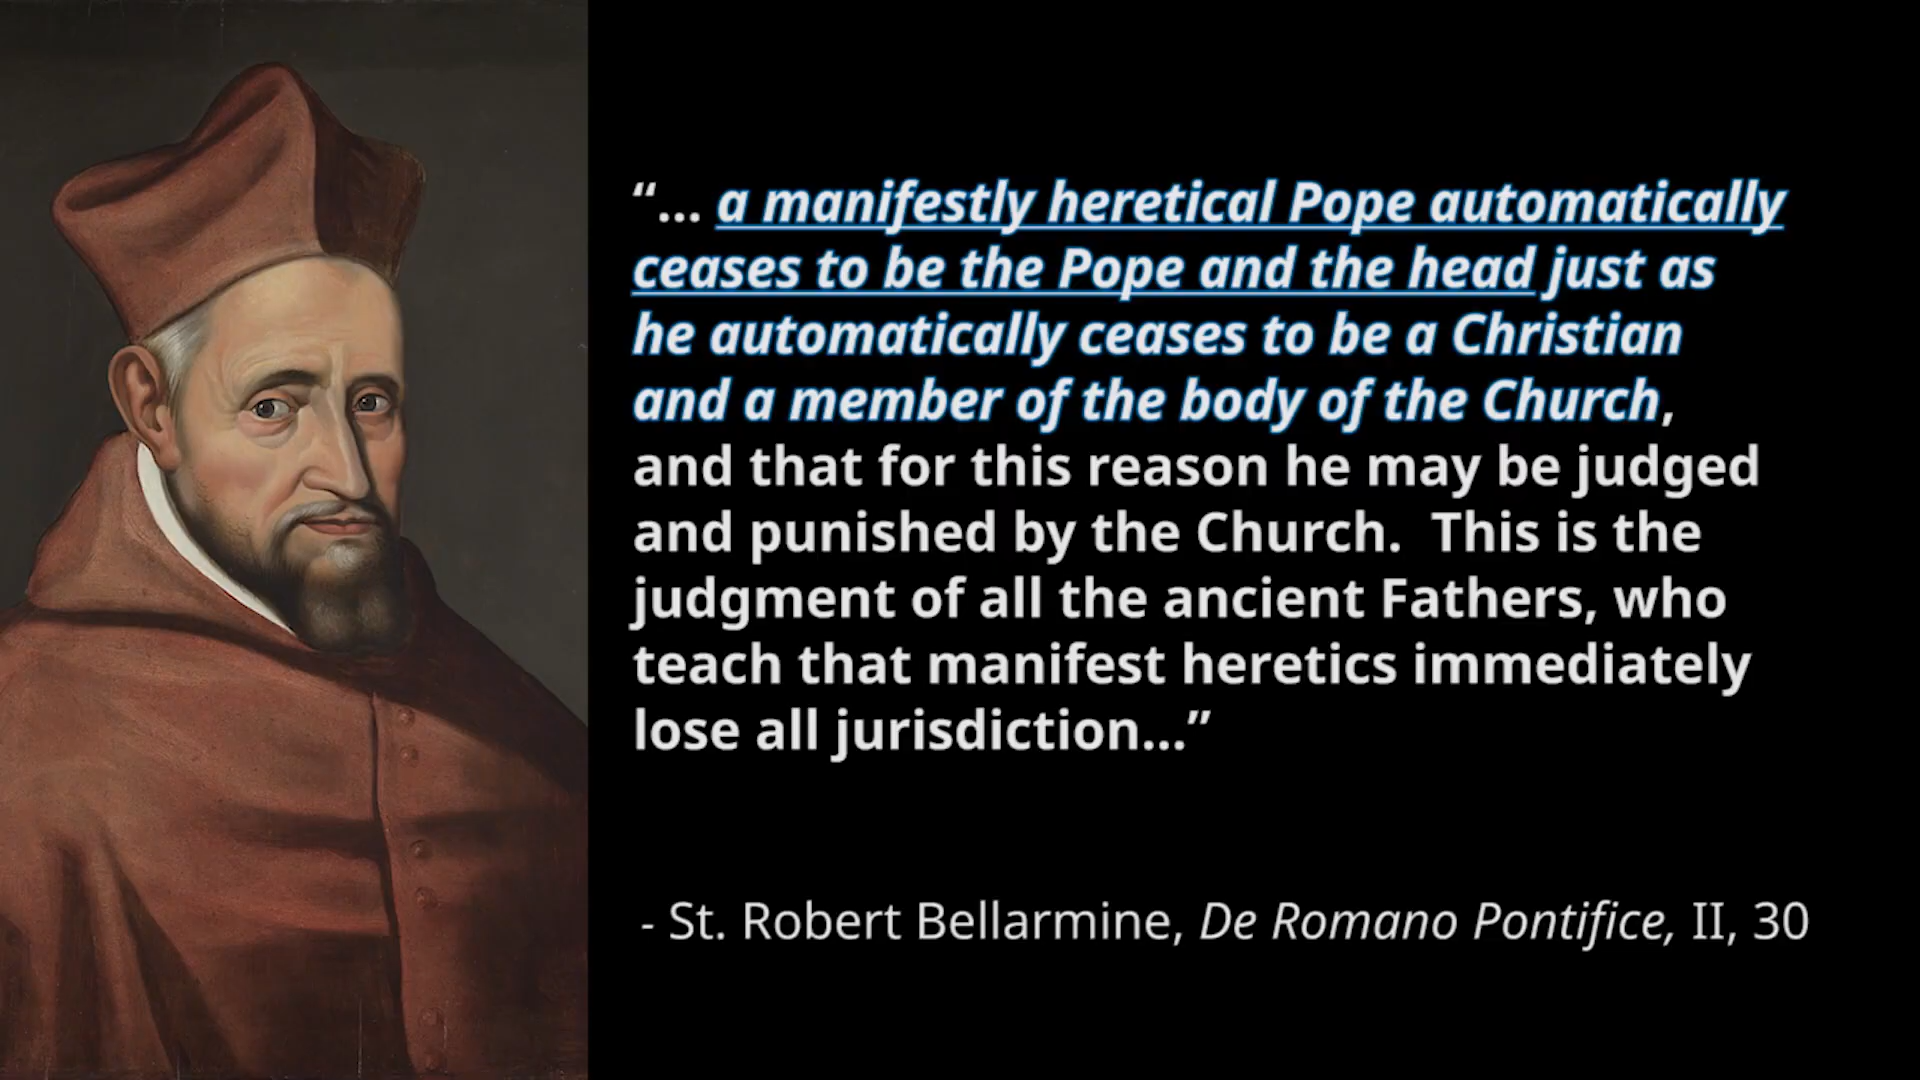 “... a manifestly heretical Pope automatically
ceases to be the Pope and the head just as
he automatically ceases to be a Christian
and a member of the body of the Church,
and that for this reason he may be judged
and punished by the Church.  This is the
judgment of all the ancient Fathers, who
teach that manifest heretics immediately
lose all jurisdiction...”
- St. Robert Bellarmine, De Romano Pontifice, II, 30